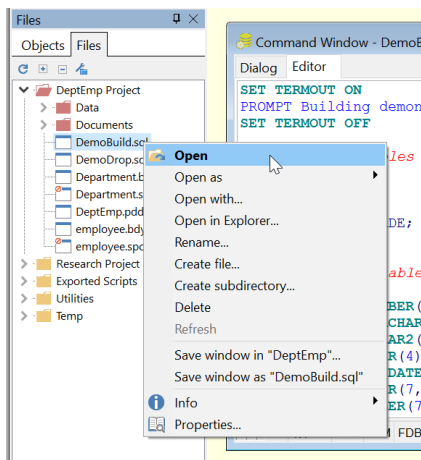 Files
Objects Files
DeptEmp Project
Data
Documents
DemoBuild.sql
DemoDrop.sq
Department.b
Department.s
DeptEmp.pdd
employee.bdy
employee.spc
Research Project
Exported Scripts
Utilities
Temp
Open
Open as
Open with...
Open in Explorer...
Rename...
Create file...
Create subdirectory...
Delete
Refresh
Save window in "DeptEmp"...
Save window as "DemoBuild.sql"
Info
Properties...
Command Window - DemoB
Dialog Editor
SET TERMOUT ON
PROMPT Building demon
SET TERMOUT OFF
les
DE;
able
BER(
CHAR
AR2(
R(4)
DATE
R(7,
ER(7
FDB